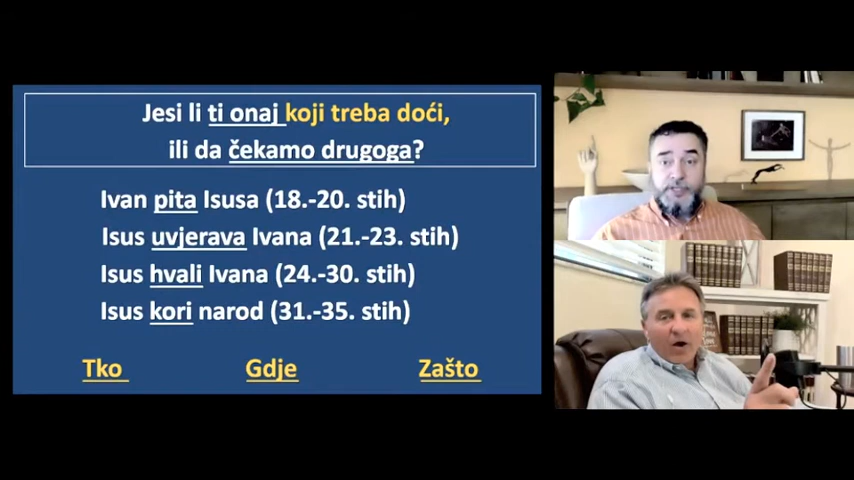 Jesi li ti onaj koji treba doći,
ili da čekamo drugoga?
Ivan pita Isusa (18.-20. stih)
Isus uvjerava Ivana (21.-23. stih)
Isus hvali Ivana (24.-30. stih)
Isus kori narod (31.-35. stih)
Tko Gdje Zašto